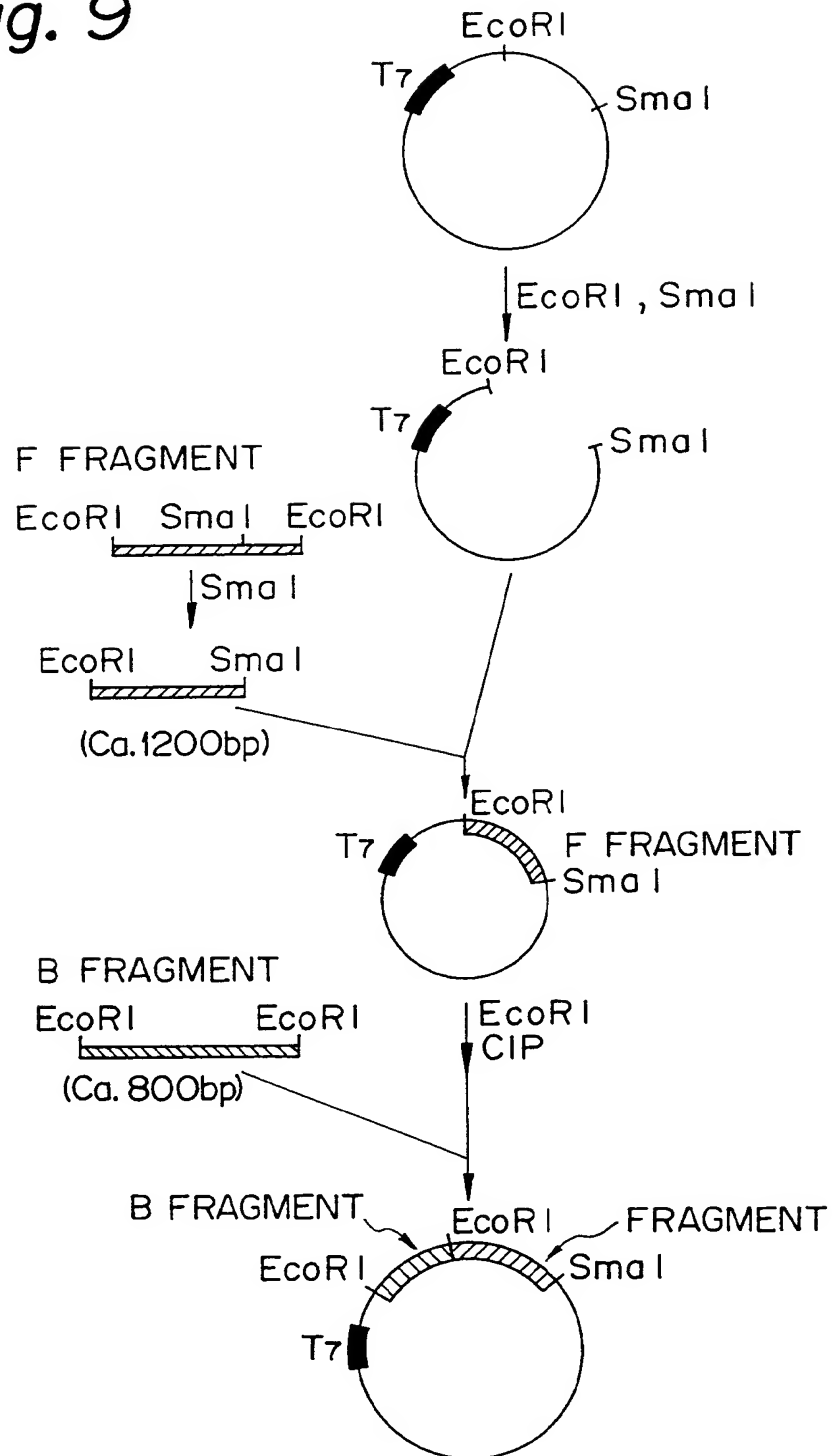 g. 9
EcoRI
T7
SmaI
EcoRI, SmaI
EcoRI
T7
SmaI
F FRAGMENT
EcoRI SmaI EcoRI
SmaI
EcoRI SmaI
(Ca.1200bp)
EcoRI
T7
F FRAGMENT
SmaI
B FRAGMENT
EcoRI EcoRI
(Ca.800bp)
EcoRI
CIP
B FRAGMENT
EcoRI
FRAGMENT
EcoRI
SmaI
T7